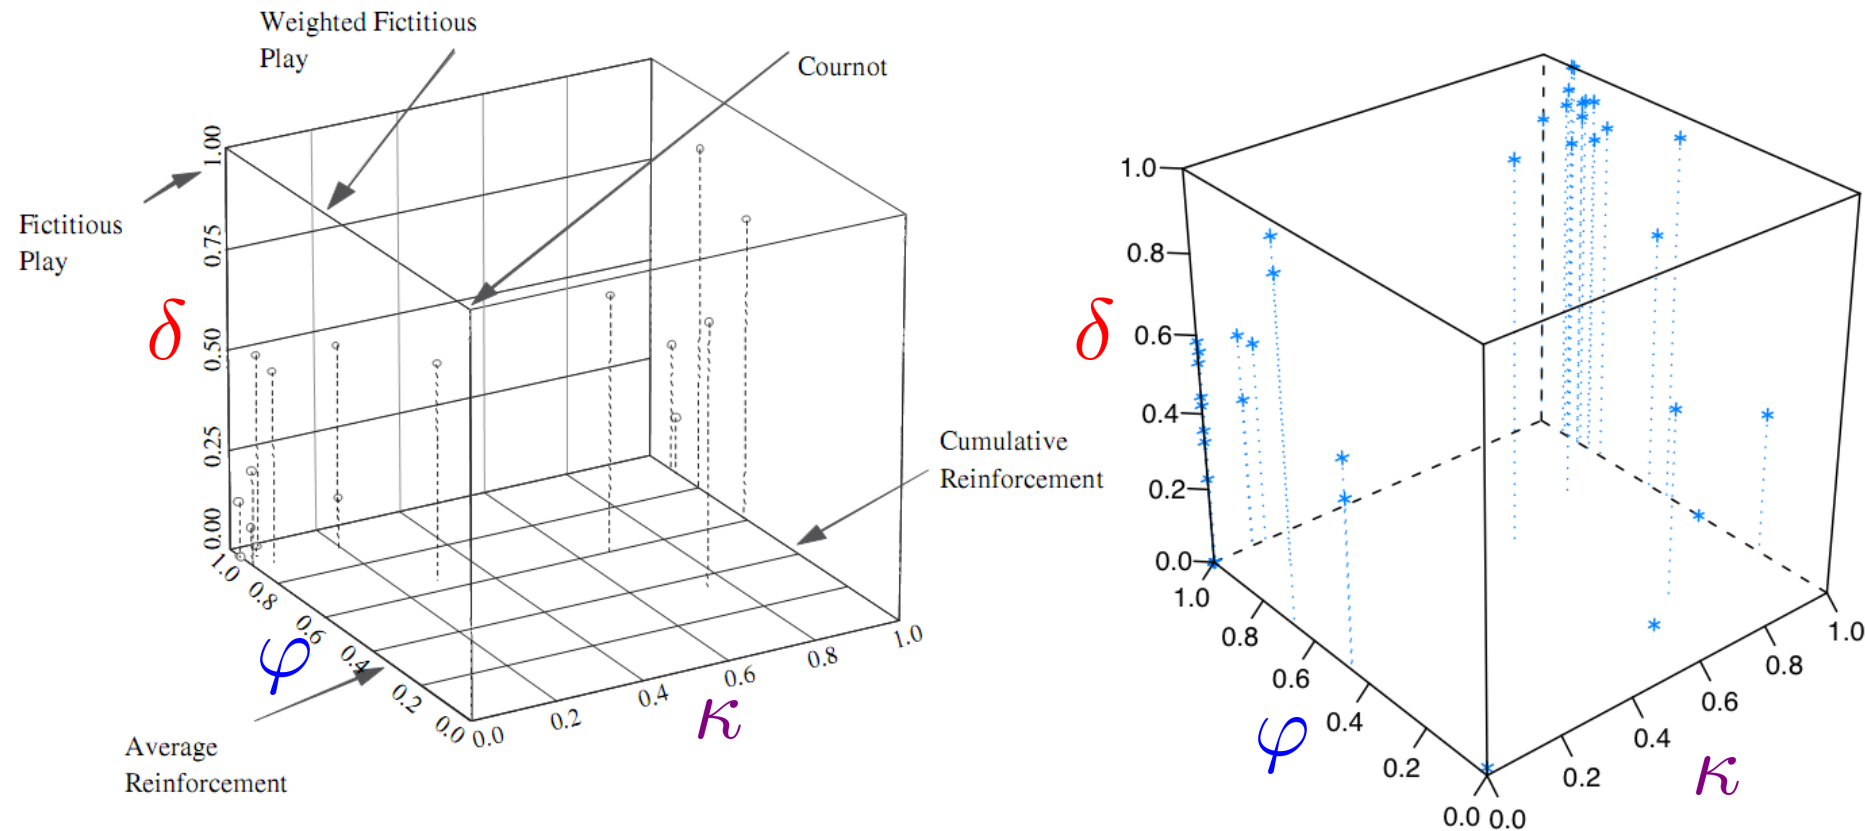 Weighted Fictitious
Play
Cournot
Fictitious
Play
Cumulative
Reinforcement
Average
Reinforcement
1.00
0.75
0.50
0.25
0.00
δ
1.0
0.8
0.6
0.4
0.2
0.0
φ
0.0
0.2
0.4
0.6
0.8
1.0
κ
1.0
0.8
0.6
0.4
0.2
0.0
δ
1.0
0.8
0.6
0.4
0.2
0.0
φ
0.0
0.2
0.4
0.6
0.8
1.0
κ